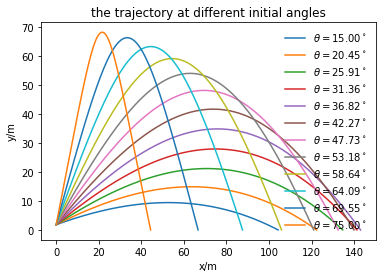 the trajectory at different initial angles
70
60
50
40
30
20
10
0
y/m
0 20 40 60 80 100 120 140
x/m
θ = 15.00°
θ = 20.45°
θ = 25.91°
θ = 31.36°
θ = 36.82°
θ = 42.27°
θ = 47.73°
θ = 53.18°
θ = 58.64°
θ = 64.09°
θ = 69.55°
θ = 75.00°